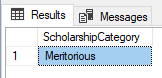 Results Messages
ScholarshipCategory
1 Meritorious